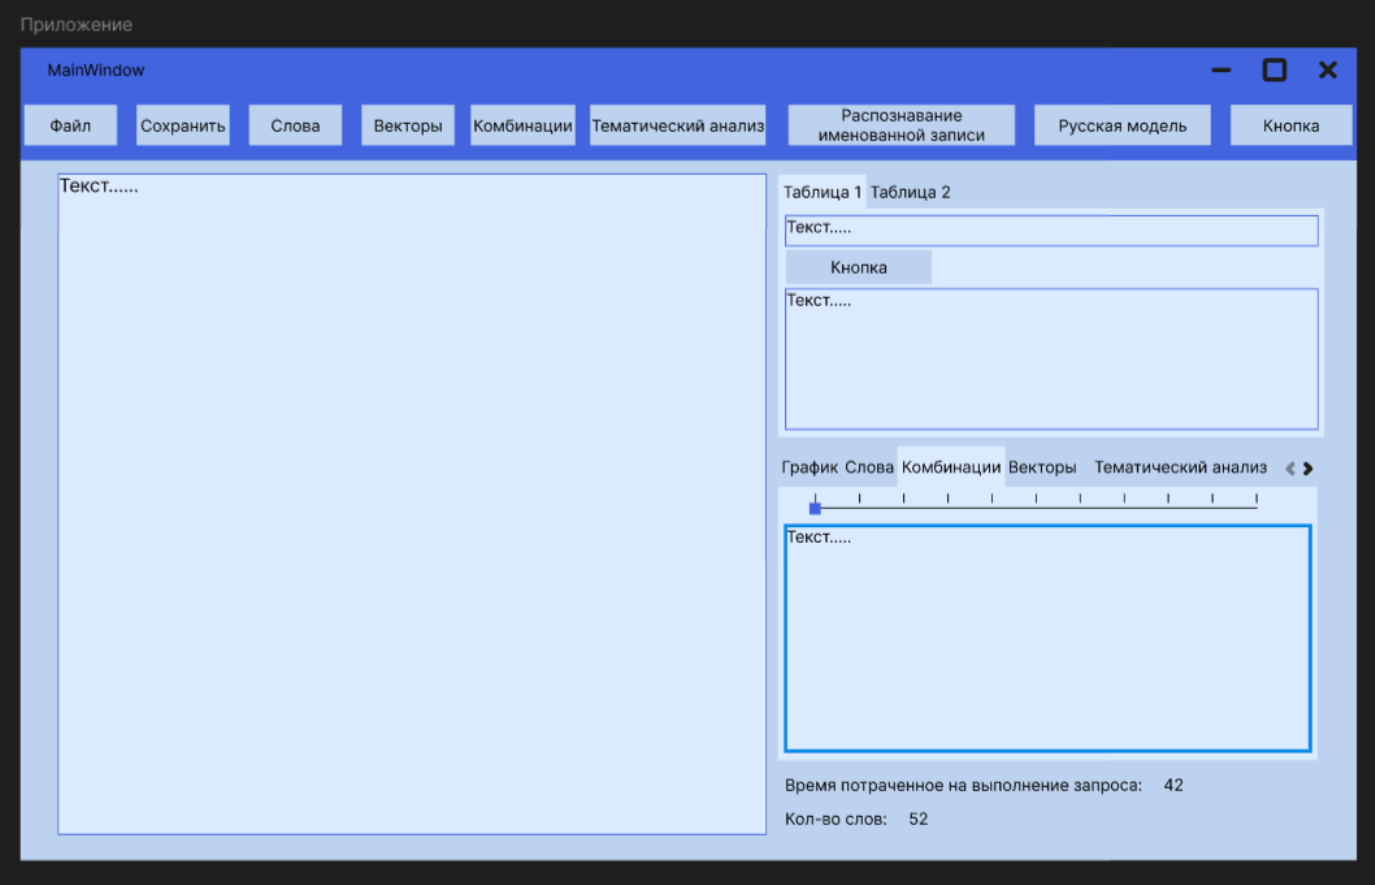 Приложение
MainWindow
Файл
Сохранить
Слова
Векторы
Комбинации
Тематический анализ
Распознавание
именованной записи
Русская модель
Кнопка
Текст......
Таблица 1
Таблица 2
Текст.....
Кнопка
Текст.....
График
Слова
Комбинации
Векторы
Тематический анализ
Текст.....
Время потраченное на выполнение запроса: 42
Кол-во слов: 52